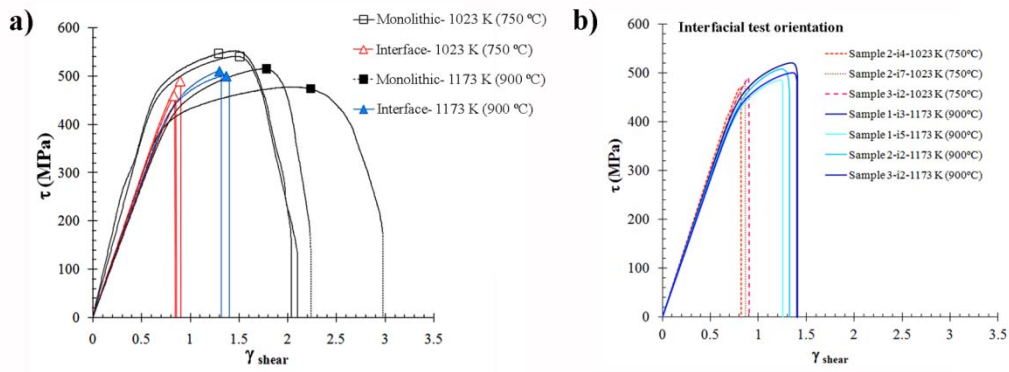 a)
τ (MPa)
600
500
400
300
200
100
0
0 0.5 1 1.5 2 2.5 3 3.5
γ shear
Monolithic- 1023 K (750 ºC)
Interface- 1023 K (750 ºC)
Monolithic- 1173 K (900 ºC)
Interface- 1173 K (900 ºC)
b)
Interfacial test orientation
τ (MPa)
600
500
400
300
200
100
0
0 0.5 1 1.5 2 2.5 3 3.5
γ shear
Sample 2-i4-1023 K (750ºC)
Sample 2-i7-1023 K (750ºC)
Sample 3-i2-1023 K (750ºC)
Sample 1-i3-1173 K (900ºC)
Sample 1-i5-1173 K (900ºC)
Sample 2-i2-1173 K (900ºC)
Sample 3-i2-1173 K (900ºC)